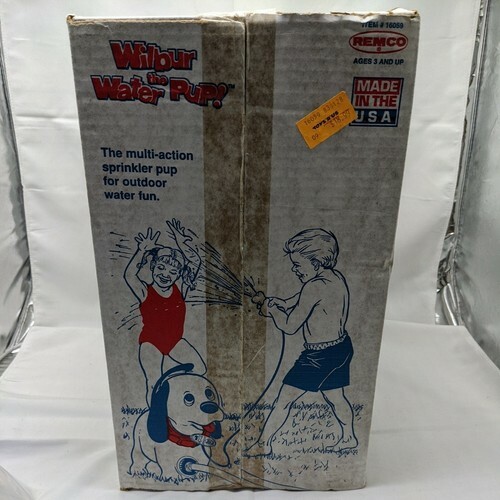 ITEM # 16069
Wilbur
the
Water Pup!™
REMCO
AGES 3 AND UP
MADE
IN THE
USA
The multi-action
sprinkler pup
for outdoor
water fun.